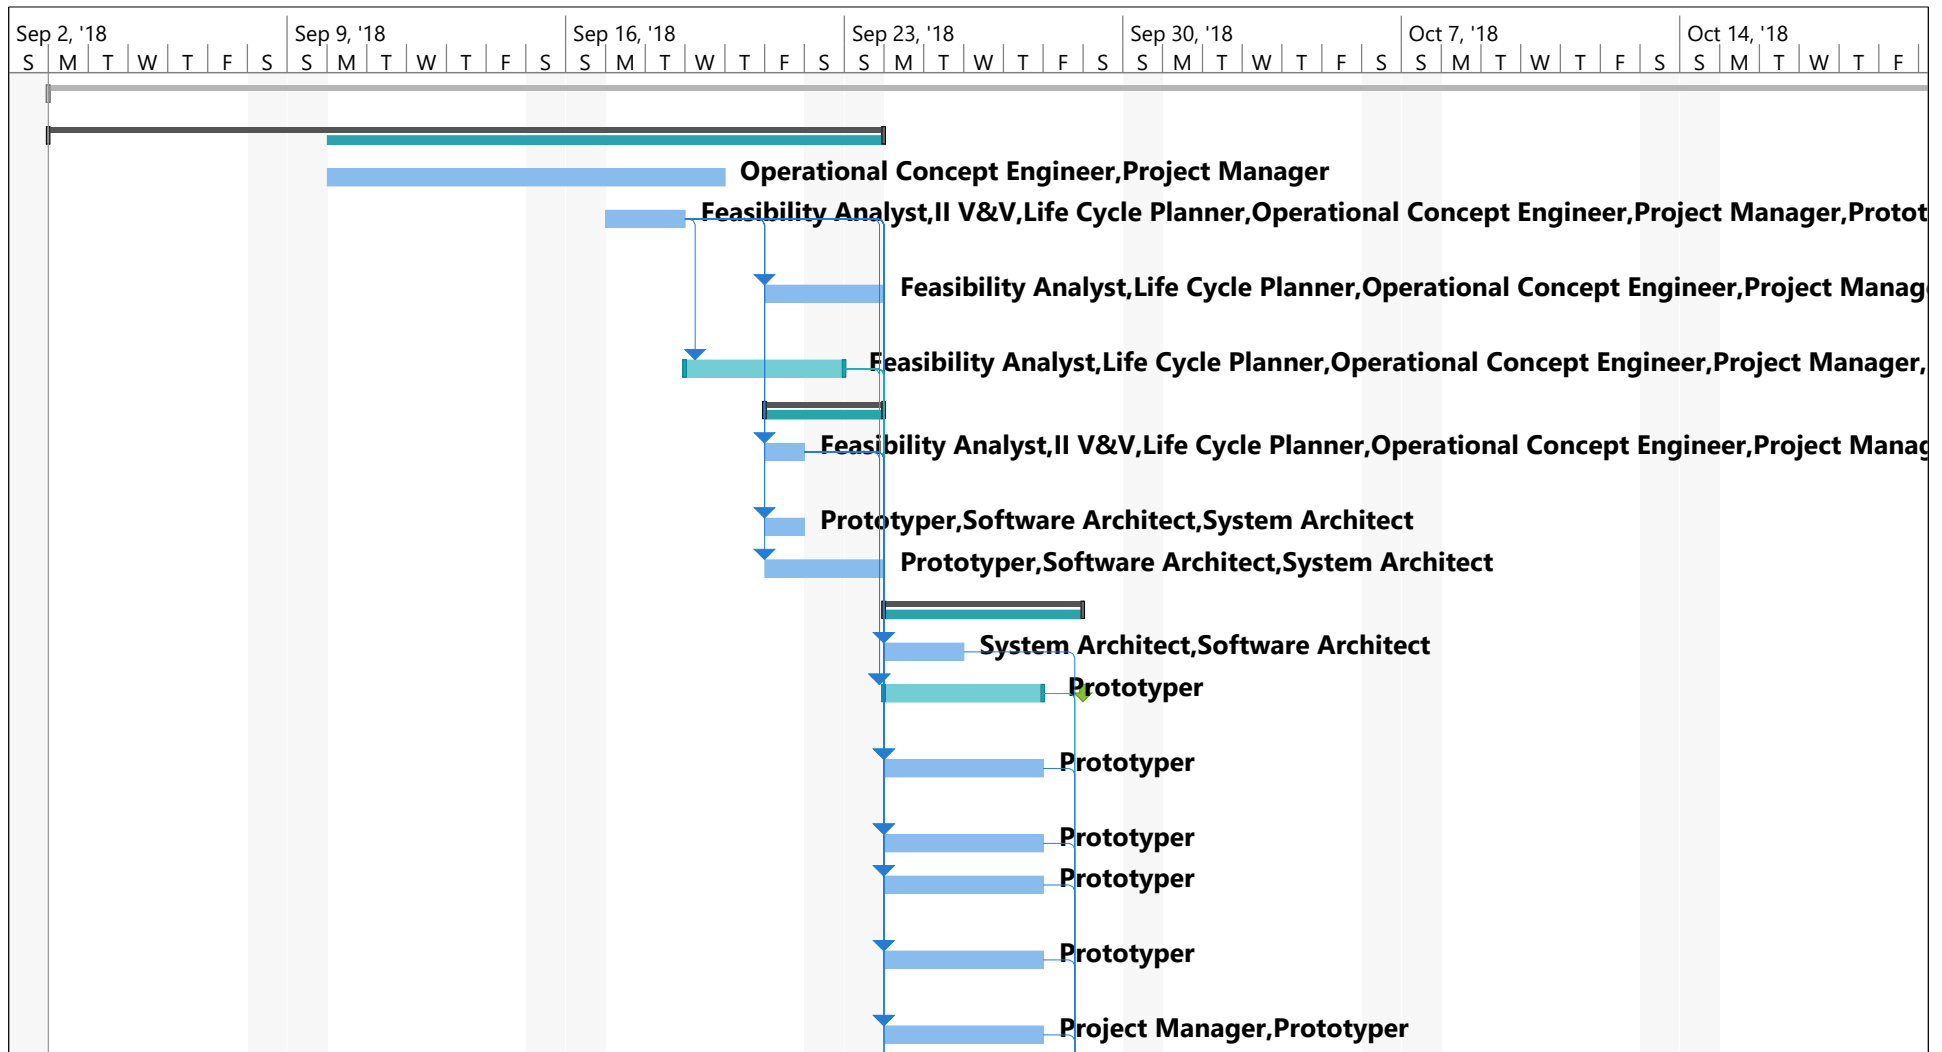 Sep 2, '18 Sep 9, '18 Sep 16, '18 Sep 23, '18 Sep 30, '18 Oct 7, '18 Oct 14, '18
S M T W T F S S M T W T F S S M T W T F S S M T W T F S S M T W T F S S M T W T F S S M T W T F
Operational Concept Engineer,Project Manager
Feasibility Analyst,II V&V,Life Cycle Planner,Operational Concept Engineer,Project Manager,Protot
Feasibility Analyst,Life Cycle Planner,Operational Concept Engineer,Project Manag
Feasibility Analyst,Life Cycle Planner,Operational Concept Engineer,Project Manager,
Feasibility Analyst,II V&V,Life Cycle Planner,Operational Concept Engineer,Project Manag
Prototyper,Software Architect,System Architect
Prototyper,Software Architect,System Architect
System Architect,Software Architect
Prototyper
Prototyper
Prototyper
Prototyper
Prototyper
Project Manager,Prototyper